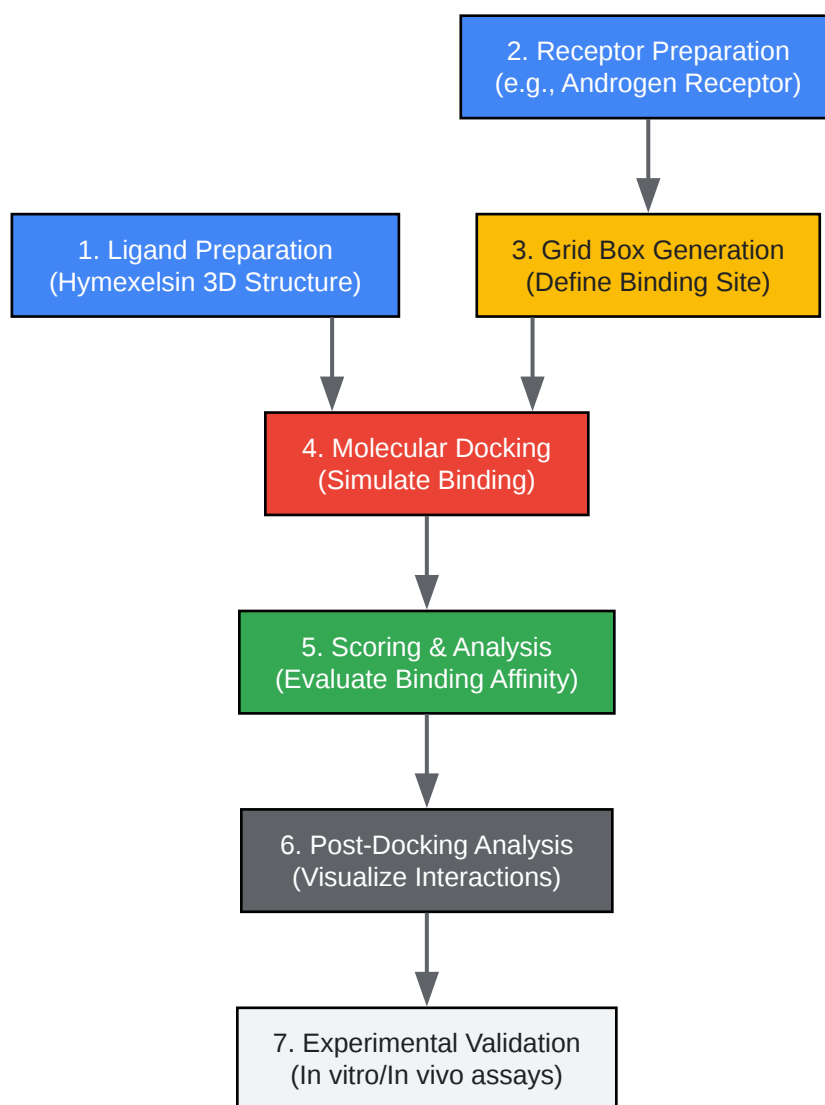 2. Receptor Preparation
(e.g., Androgen Receptor)
1. Ligand Preparation
(Hymexelsin 3D Structure)
3. Grid Box Generation
(Define Binding Site)
4. Molecular Docking
(Simulate Binding)
5. Scoring & Analysis
(Evaluate Binding Affinity)
6. Post-Docking Analysis
(Visualize Interactions)
7. Experimental Validation
(In vitro/In vivo assays)